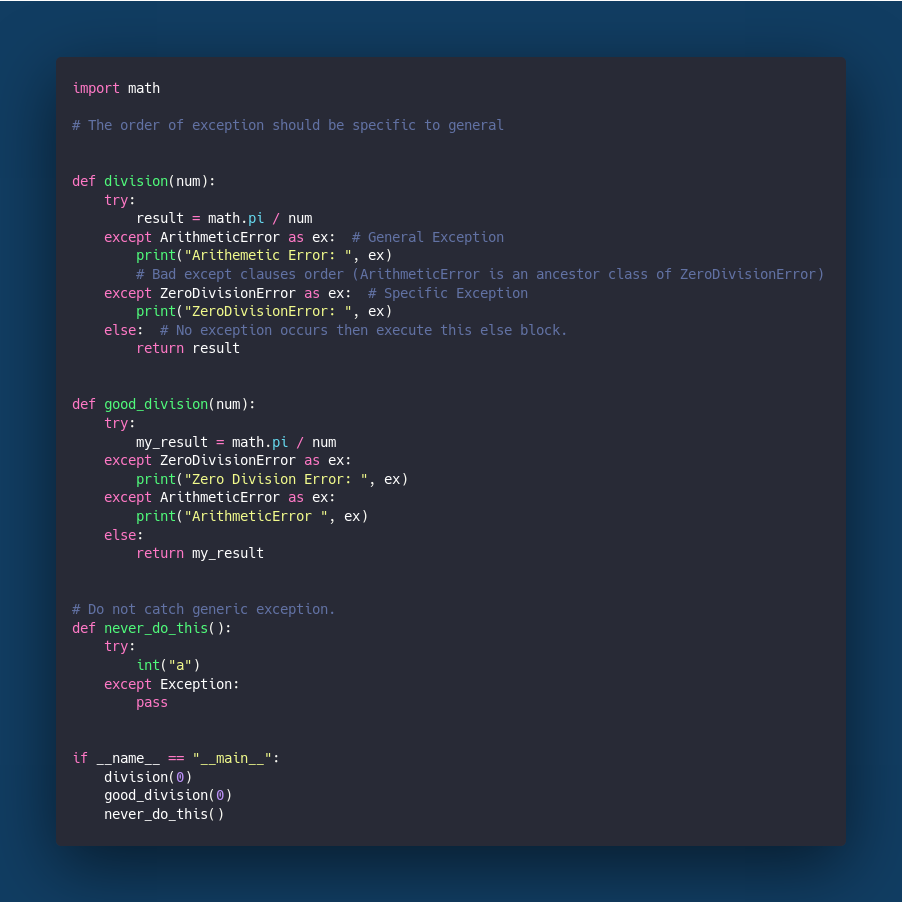 import math

# The order of exception should be specific to general


def division(num):
    try:
        result = math.pi / num
    except ArithmeticError as ex:  # General Exception
        print("Arithemetic Error: ", ex)
        # Bad except clauses order (ArithmeticError is an ancestor class of ZeroDivisionError)
    except ZeroDivisionError as ex:  # Specific Exception
        print("ZeroDivisionError: ", ex)
    else:  # No exception occurs then execute this else block.
        return result


def good_division(num):
    try:
        my_result = math.pi / num
    except ZeroDivisionError as ex:
        print("Zero Division Error: ", ex)
    except ArithmeticError as ex:
        print("ArithmeticError ", ex)
    else:
        return my_result


# Do not catch generic exception.
def never_do_this():
    try:
        int("a")
    except Exception:
        pass


if __name__ == "__main__":
    division(0)
    good_division(0)
    never_do_this()